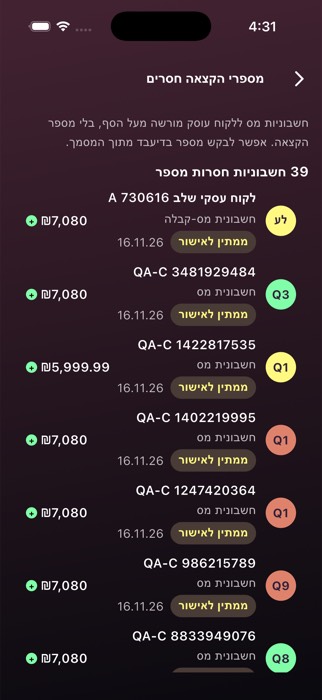 4:31
מספרי הקצאה חסרים
חשבוניות מס ללקוח עוסק מורשה מעל הסף, בלי מספר
הקצאה. אפשר לבקש מספר בדיעבד מתוך המסמך.
39 חשבוניות חסרות מספר
לע
לקוח עסקי שלב A 730616
₪7,080
חשבונית מס-קבלה
ממתין לאישור 16.11.26
Q3
QA-C 3481929484
₪7,080
חשבונית מס
ממתין לאישור 16.11.26
Q1
QA-C 1422817535
₪5,999.99
חשבונית מס
ממתין לאישור 16.11.26
Q1
QA-C 1402219995
₪7,080
חשבונית מס
ממתין לאישור 16.11.26
Q1
QA-C 1247420364
₪7,080
חשבונית מס
ממתין לאישור 16.11.26
Q9
QA-C 986215789
₪7,080
חשבונית מס
ממתין לאישור 16.11.26
Q8
QA-C 8833949076
₪7,080
חשבונית מס